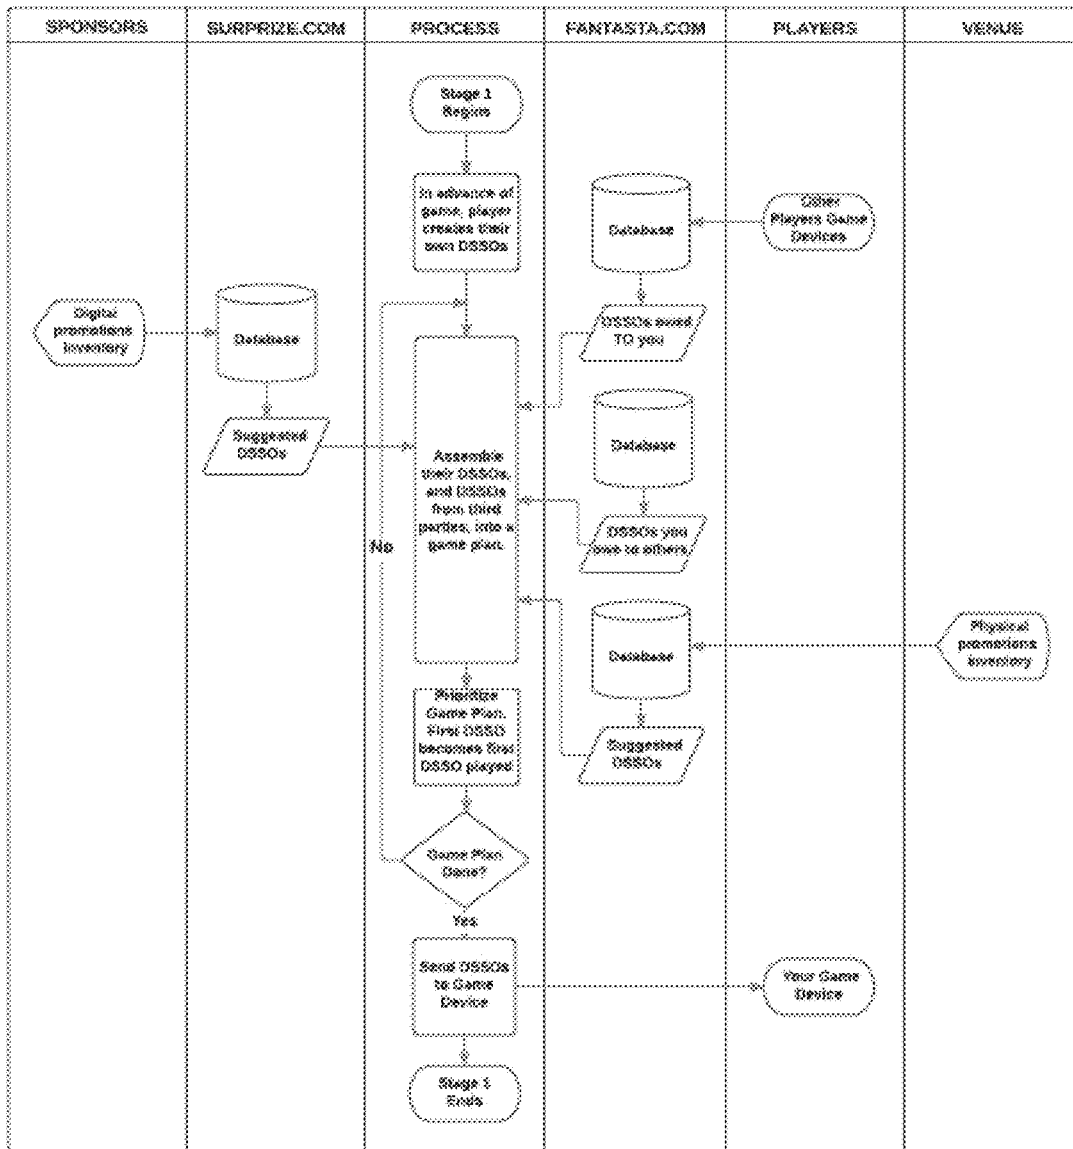 SPONSORS
SURPRIZE.COM
PROCESS
FANTASTA.COM
PLAYERS
VENUE
Stage 1
Begins
In advance of
game, player
creates their
own DSSOs
Database
Other
Players Game
Devices
Digital
promotions
inventory
Database
DSSOs owed
TO you
Suggested
DSSOs
Assemble
their DSSOs,
and DSSOs
from third
parties, into a
game plan.
Database
DSSOs you
owe to others
No
Database
Physical
promotions
inventory
Prioritize
Game Plan.
First DSSO
becomes first
DSSO played
Suggested
DSSOs
Game Plan
Done?
Yes
Send DSSOs
to Game
Device
Your Game
Device
Stage 1
Ends